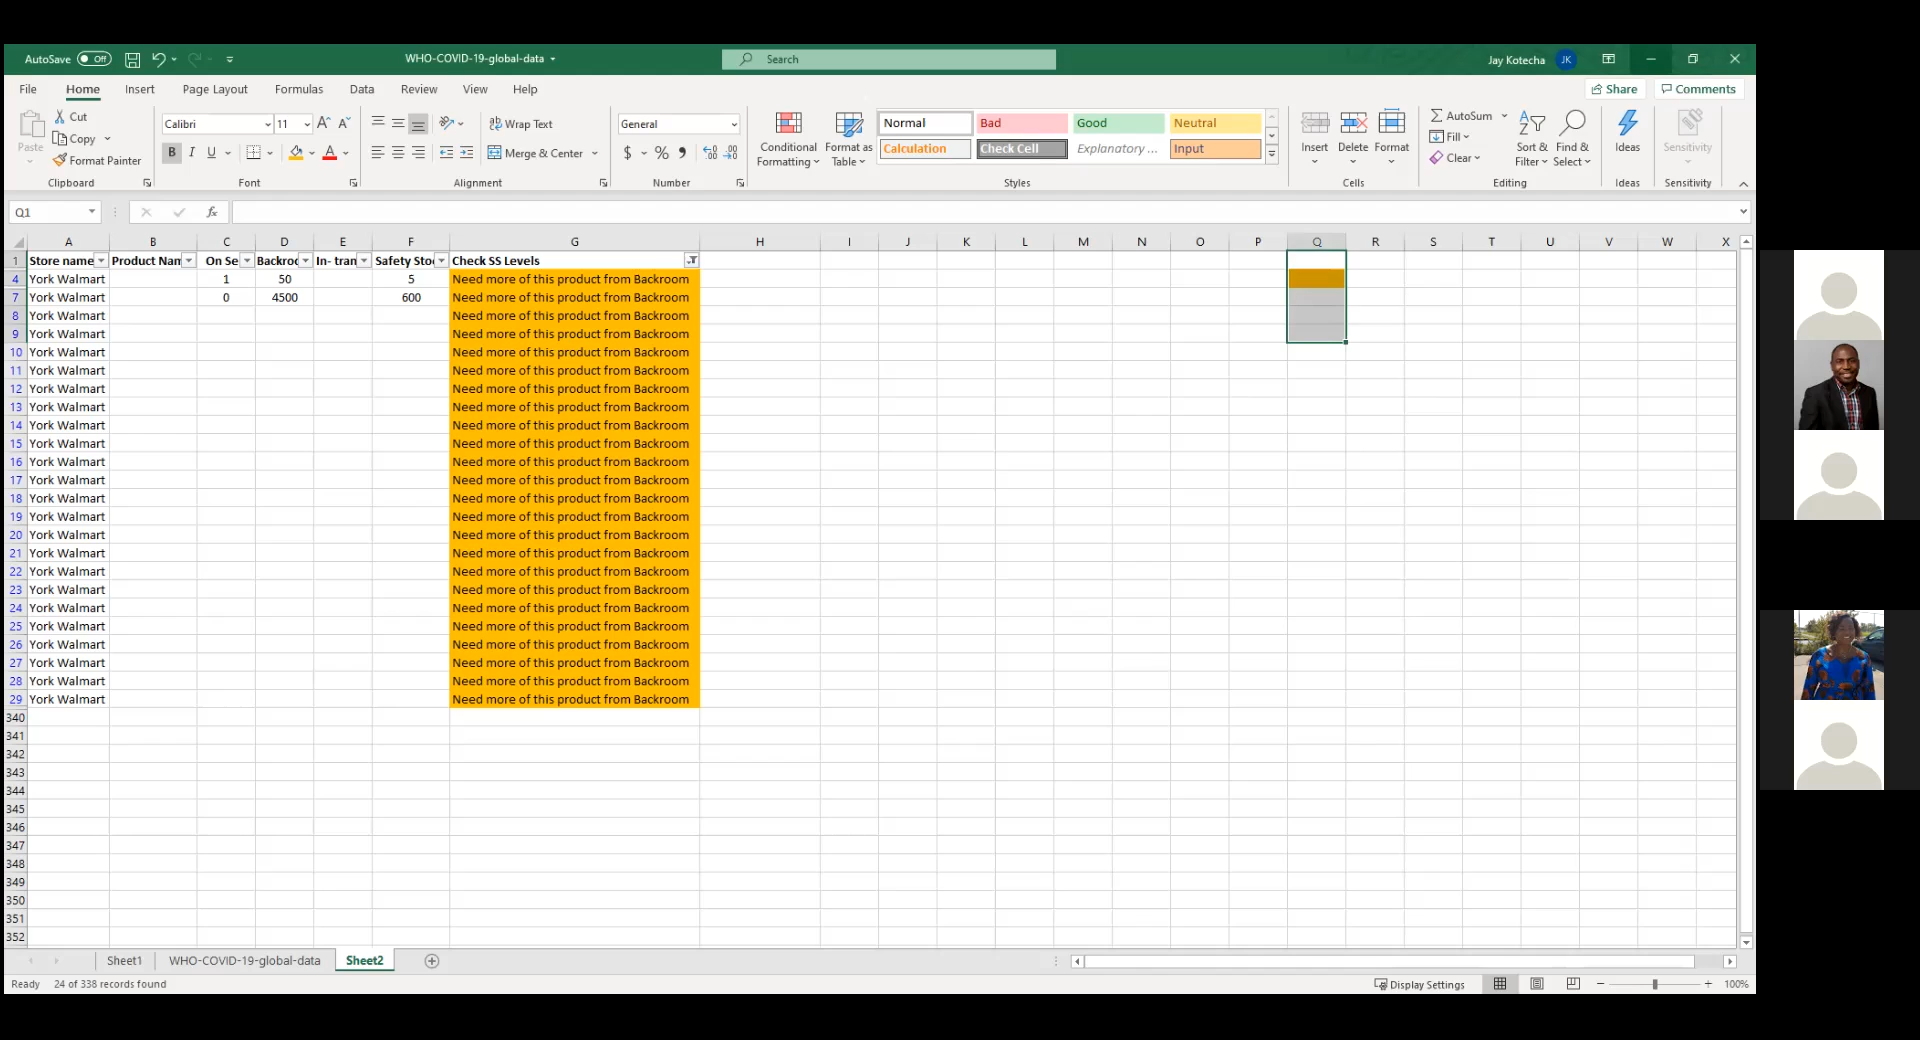 AutoSave Off WHO-COVID-19-global-data Search Jay Kotecha JK
File Home Insert Page Layout Formulas Data Review View Help Share Comments
Paste Cut Copy Format Painter Clipboard
Calibri 11 A A B I U A Font
ab Wrap Text Merge & Center Alignment
General $ % Number
Conditional Formatting Format as Table
Normal Bad Good Neutral
Calculation Check Cell Explanatory ... Input
Styles
Insert Delete Format Cells
AutoSum Fill Clear Sort & Filter Find & Select Editing
Ideas Ideas
Sensitivity Sensitivity
Q1 fx
A B C D E F G H I J K L M N O P Q R S T U V W X
1 Store name Product Nam On Se Backroo In- tran Safety Sto Check SS Levels
4 York Walmart 1 50 5 Need more of this product from Backroom
7 York Walmart 0 4500 600 Need more of this product from Backroom
8 York Walmart Need more of this product from Backroom
9 York Walmart Need more of this product from Backroom
10 York Walmart Need more of this product from Backroom
11 York Walmart Need more of this product from Backroom
12 York Walmart Need more of this product from Backroom
13 York Walmart Need more of this product from Backroom
14 York Walmart Need more of this product from Backroom
15 York Walmart Need more of this product from Backroom
16 York Walmart Need more of this product from Backroom
17 York Walmart Need more of this product from Backroom
18 York Walmart Need more of this product from Backroom
19 York Walmart Need more of this product from Backroom
20 York Walmart Need more of this product from Backroom
21 York Walmart Need more of this product from Backroom
22 York Walmart Need more of this product from Backroom
23 York Walmart Need more of this product from Backroom
24 York Walmart Need more of this product from Backroom
25 York Walmart Need more of this product from Backroom
26 York Walmart Need more of this product from Backroom
27 York Walmart Need more of this product from Backroom
28 York Walmart Need more of this product from Backroom
29 York Walmart Need more of this product from Backroom
340
341
342
343
344
345
346
347
348
349
350
351
352
Sheet1 WHO-COVID-19-global-data Sheet2
Ready 24 of 338 records found Display Settings 100%